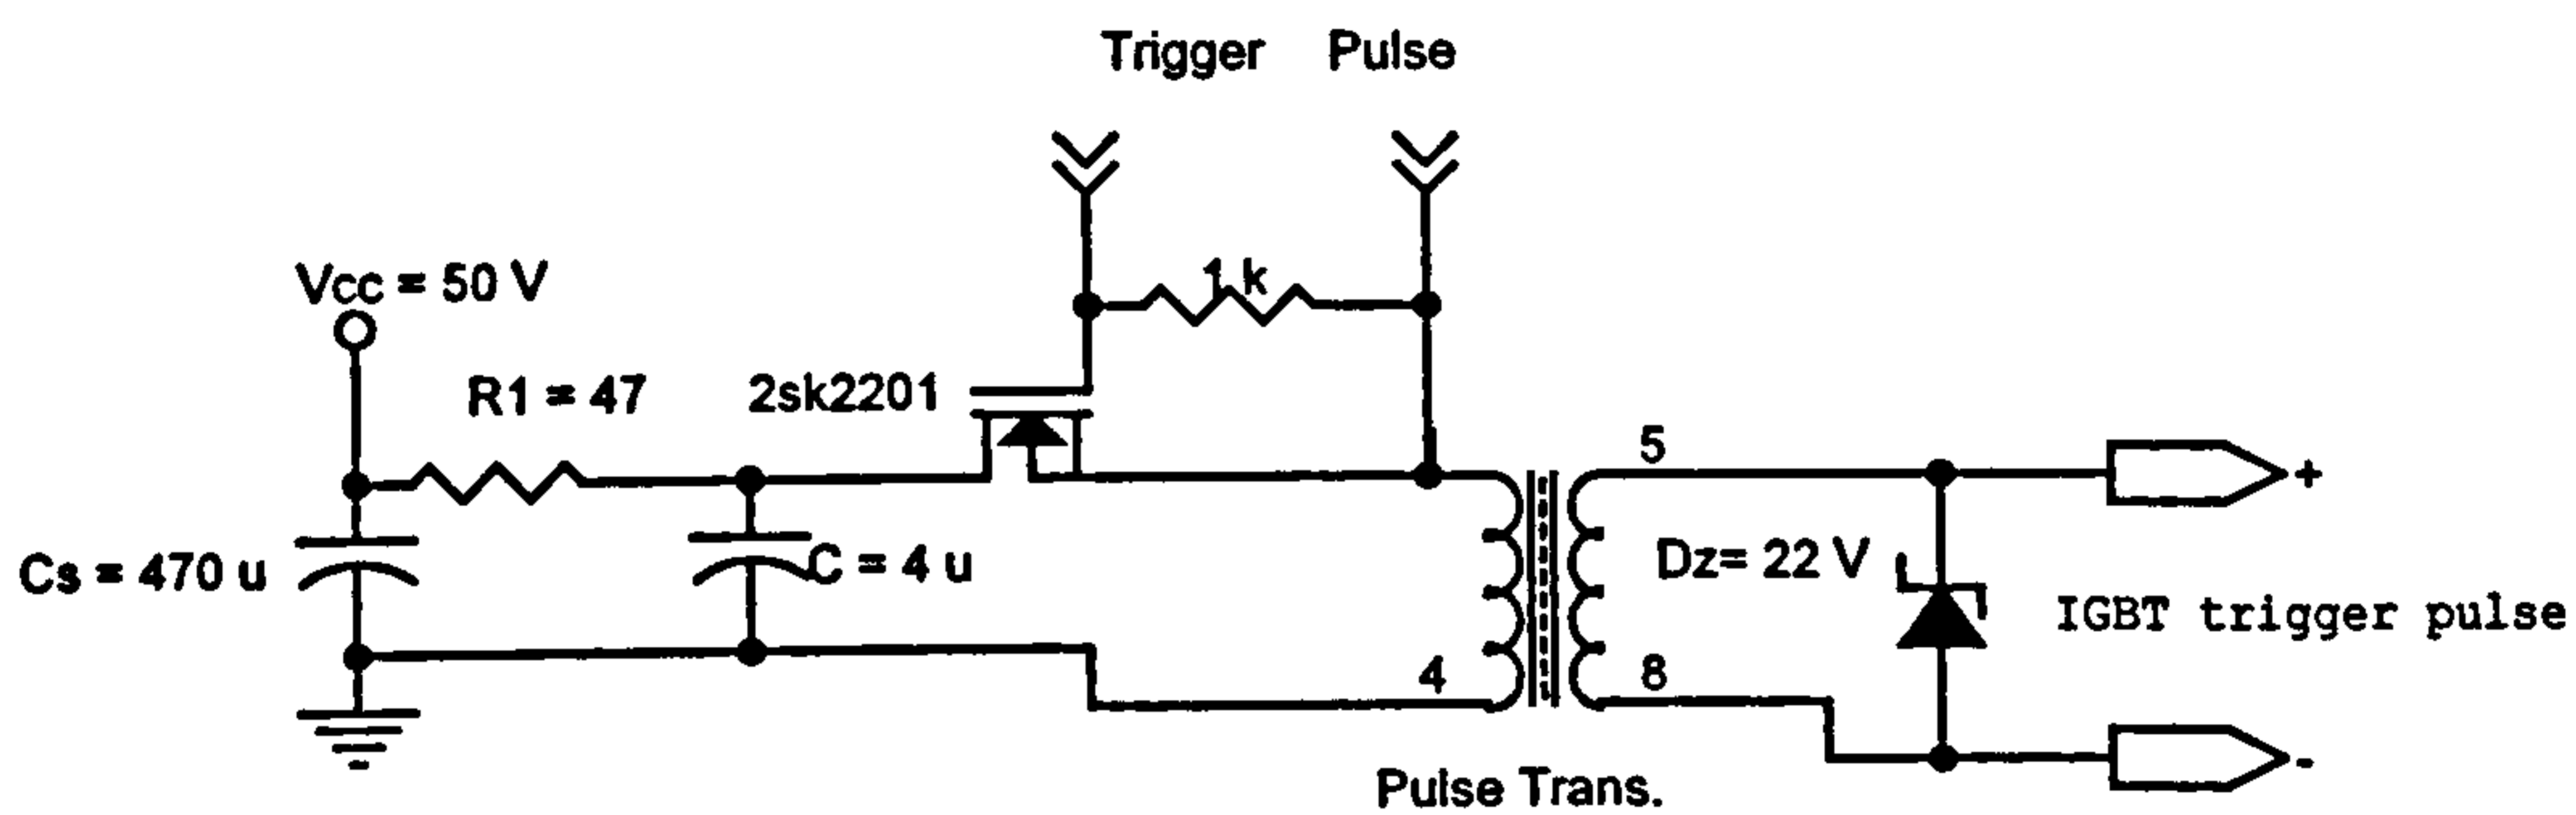 Trigger Pulse
1 k
Vcc = 50 V
R1 = 47
2sk2201
5
+
Cs = 470 u
C = 4 u
Dz= 22 V
IGBT trigger pulse
4
8
-
Pulse Trans.